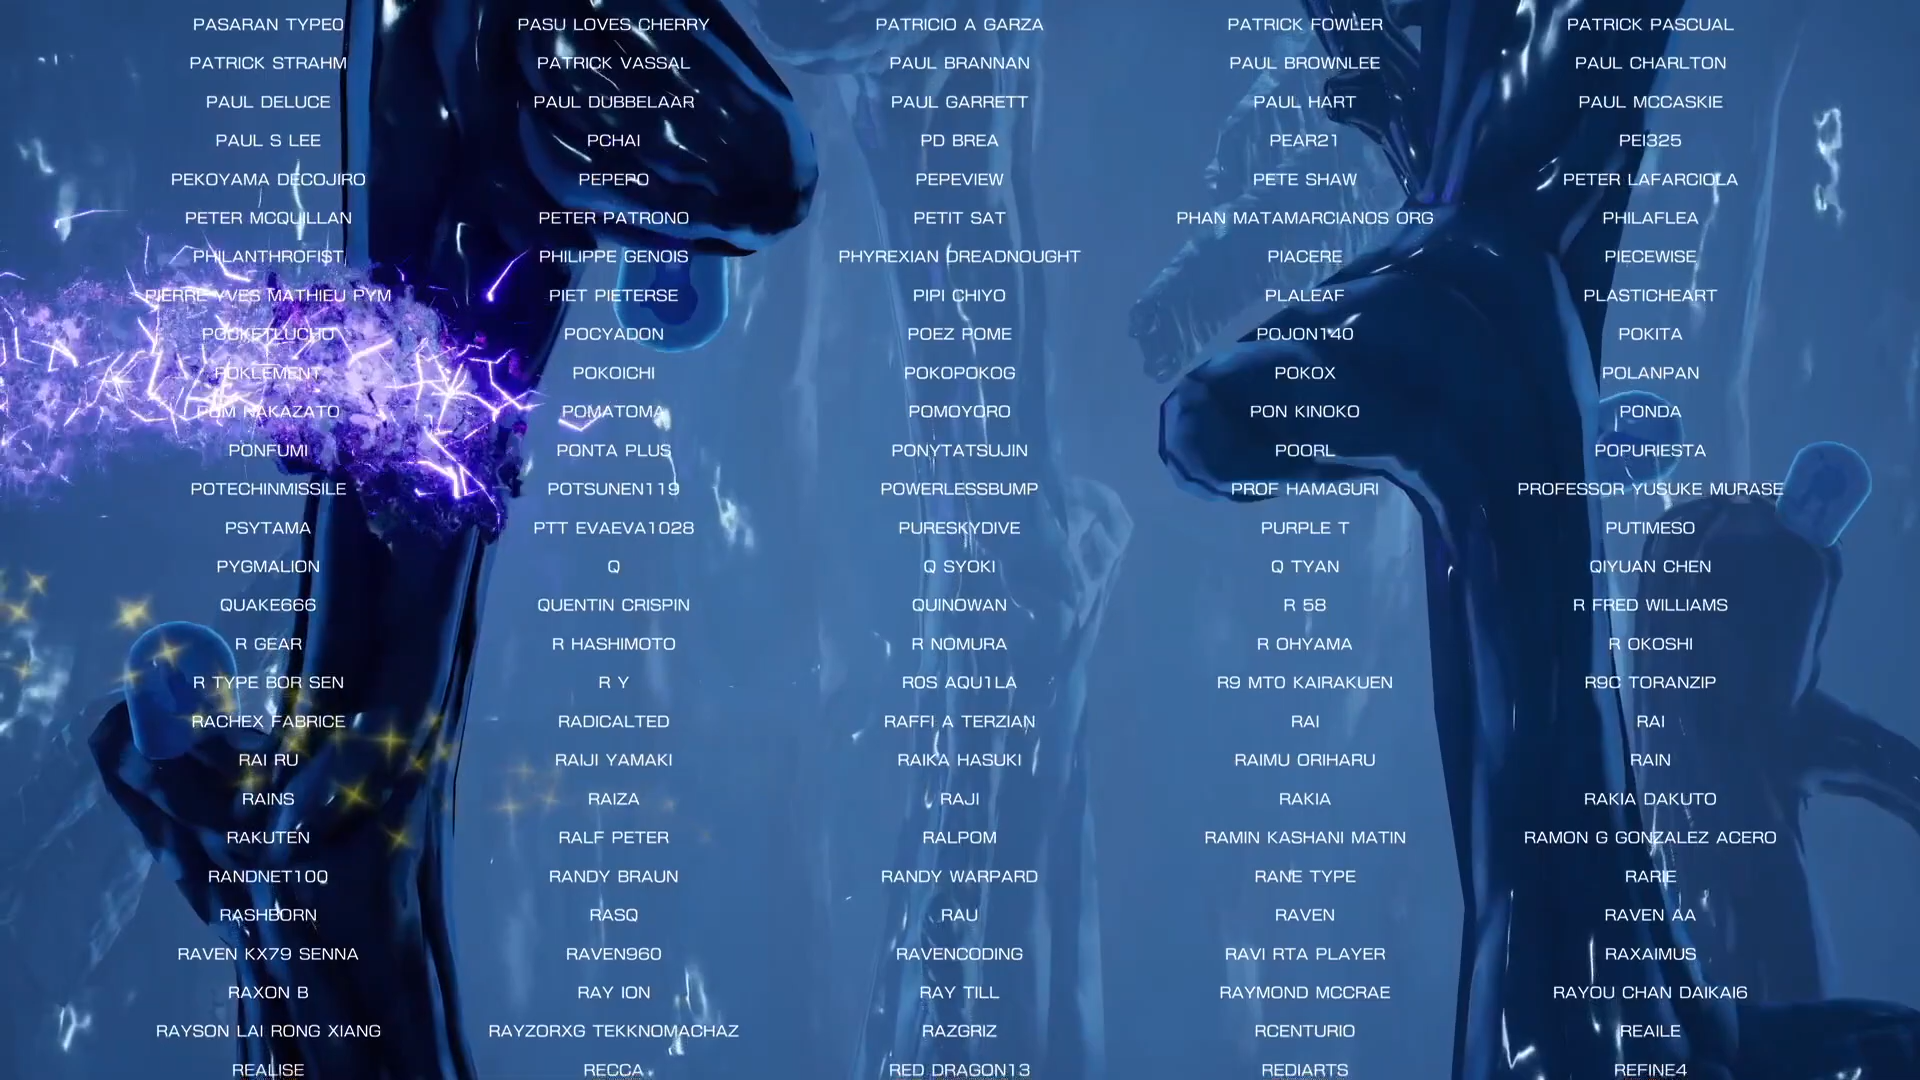 PASARAN TYPE0 PASU LOVES CHERRY PATRICIO A GARZA PATRICK FOWLER PATRICK PASCUAL
PATRICK STRAHM PATRICK VASSAL PAUL BRANNAN PAUL BROWNLEE PAUL CHARLTON
PAUL DELUCE PAUL DUBBELAAR PAUL GARRETT PAUL HART PAUL MCCASKIE
PAUL S LEE PCHAI PD BREA PEAR21 PEI325
PEKOYAMA DECOJIRO PEPEPO PEPEVIEW PETE SHAW PETER LAFARCIOLA
PETER MCQUILLAN PETER PATRONO PETIT SAT PHAN MATAMARCIANOS ORG PHILAFLEA
PHILANTHROFIST PHILIPPE GENOIS PHYREXIAN DREADNOUGHT PIACERE PIECEWISE
PIERRE YVES MATHIEU PYM PIET PIETERSE PIPI CHIYO PLALEAF PLASTICHEART
POCKETLUCHO POCYADON POEZ POME POJON140 POKITA
POKLEMENT POKOICHI POKOPOKOG POKOX POLANPAN
POM NAKAZATO POMATOMA POMOYORO PON KINOKO PONDA
PONFUMI PONTA PLUS PONYTATSUJIN POORL POPURIESTA
POTECHINMISSILE POTSUNEN119 POWERLESSBUMP PROF HAMAGURI PROFESSOR YUSUKE MURASE
PSYTAMA PTT EVAEVA1028 PURESKYDIVE PURPLE T PUTIMESO
PYGMALION Q Q SYOKI Q TYAN QIYUAN CHEN
QUAKE666 QUENTIN CRISPIN QUINOWAN R 58 R FRED WILLIAMS
R GEAR R HASHIMOTO R NOMURA R OHYAMA R OKOSHI
R TYPE BOR SEN R Y R0S AQU1LA R9 MT0 KAIRAKUEN R9C TORANZIP
RACHEX FABRICE RADICALTED RAFFI A TERZIAN RAI RAI
RAI RU RAIJI YAMAKI RAIKA HASUKI RAIMU ORIHARU RAIN
RAINS RAIZA RAJI RAKIA RAKIA DAKUTO
RAKUTEN RALF PETER RALPOM RAMIN KASHANI MATIN RAMON G GONZALEZ ACERO
RANDNET100 RANDY BRAUN RANDY WARPARD RANE TYPE RARIE
RASHBORN RASQ RAU RAVEN RAVEN AA
RAVEN KX79 SENNA RAVEN960 RAVENCODING RAVI RTA PLAYER RAXAIMUS
RAXON B RAY ION RAY TILL RAYMOND MCCRAE RAYOU CHAN DAIKAI6
RAYSON LAI RONG XIANG RAYZORXG TEKKNOMACHAZ RAZGRIZ RCENTURIO REAILE
REALISE RECCA RED DRAGON13 REDIARTS REFINE4